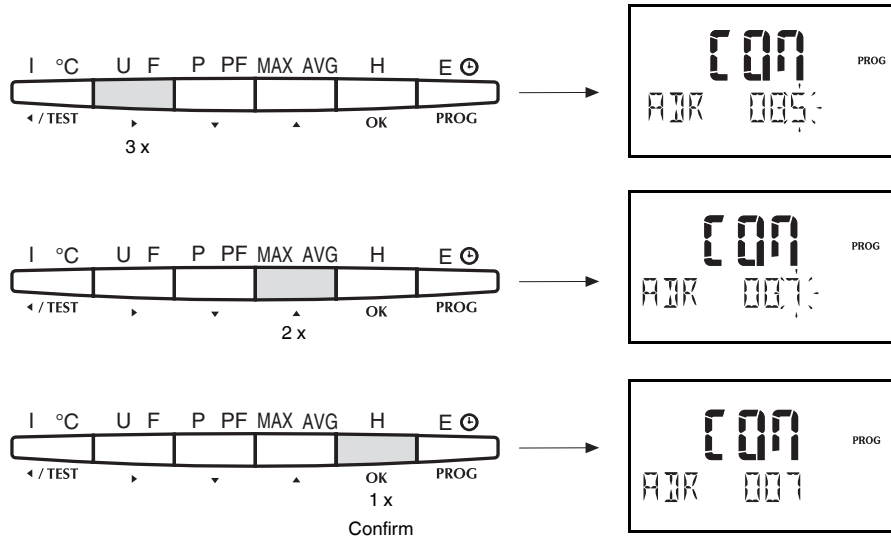 I °C U F P PF MAX AVG H E
◂ / TEST ▸ ▾ ▴ OK PROG
3 x
COM PROG
ADR 005
I °C U F P PF MAX AVG H E
◂ / TEST ▸ ▾ ▴ OK PROG
2 x
COM PROG
ADR 007
I °C U F P PF MAX AVG H E
◂ / TEST ▸ ▾ ▴ OK PROG
1 x
Confirm
COM PROG
ADR 007